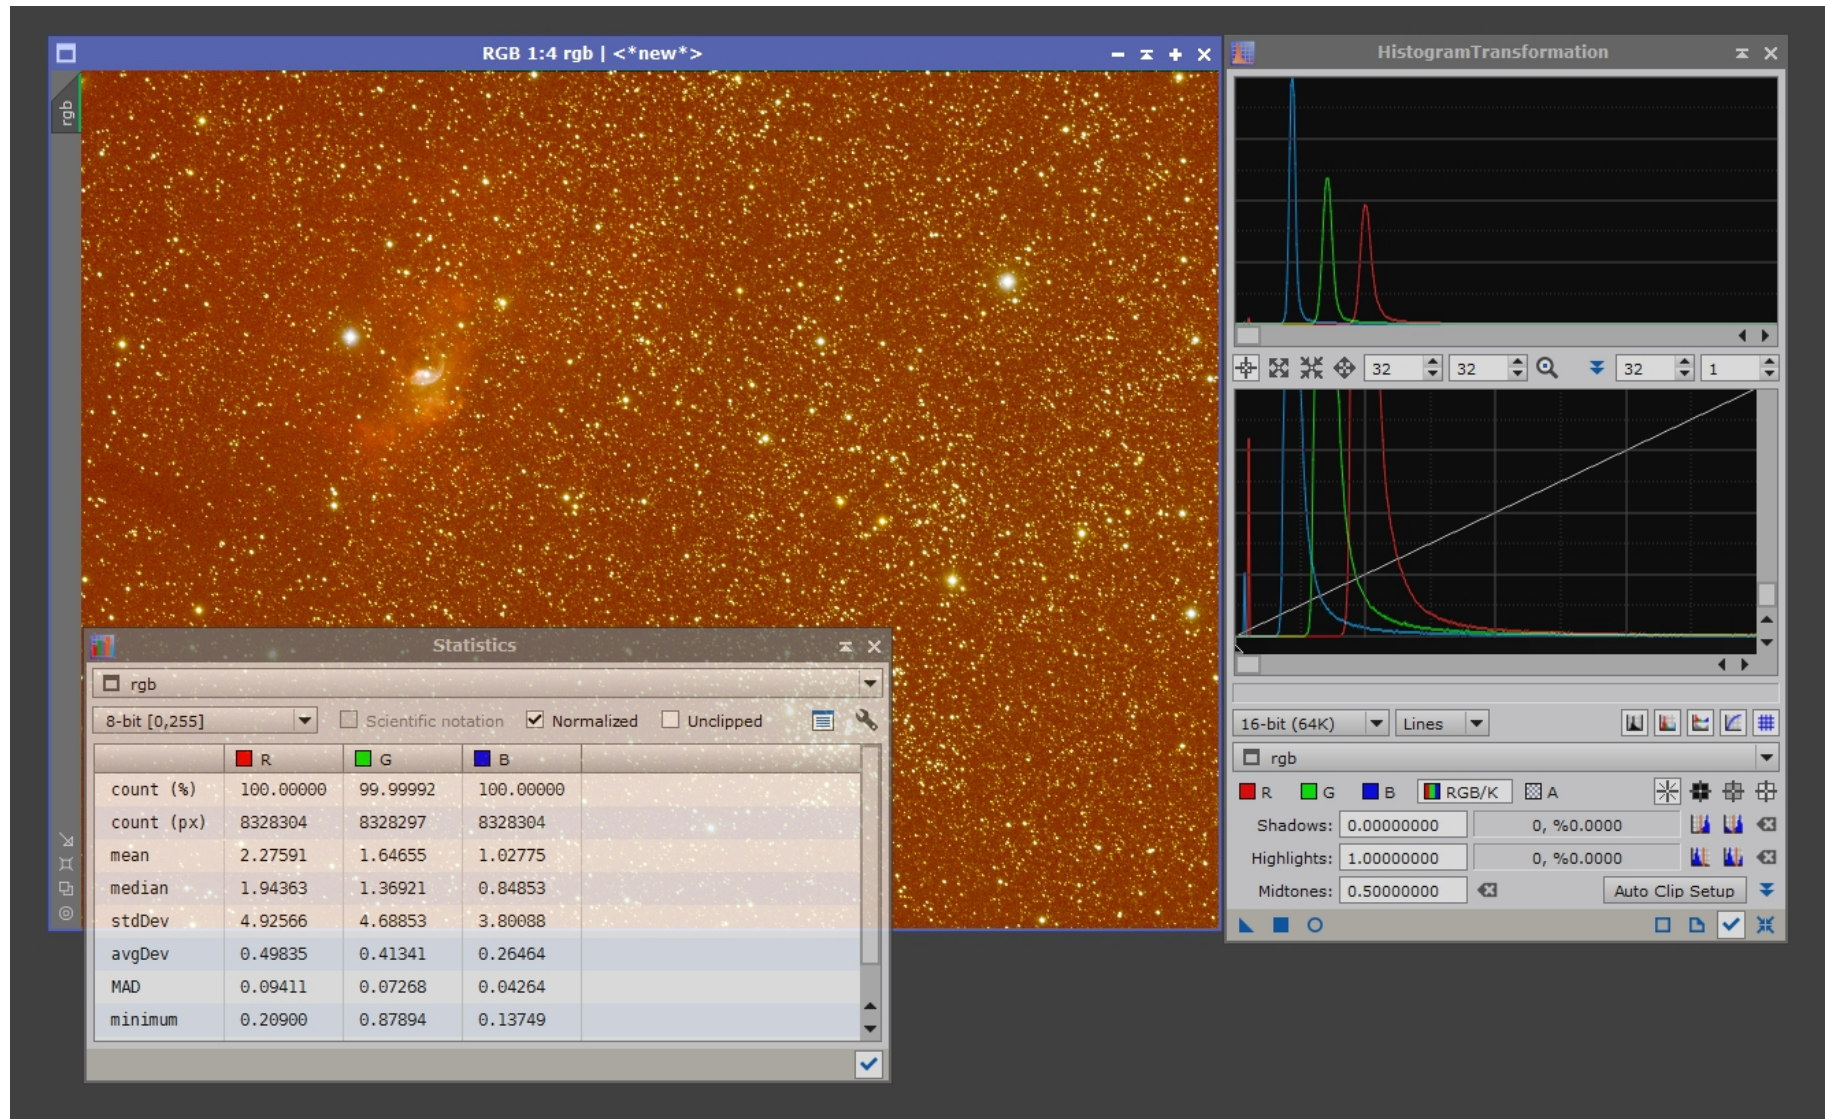 RGB 1:4 rgb | <*new*>
rgb
HistogramTransformation
32 32 32 1
16-bit (64K) Lines
rgb
R G B RGB/K A
Shadows: 0.00000000 0, %0.0000
Highlights: 1.00000000 0, %0.0000
Midtones: 0.50000000 Auto Clip Setup
Statistics
rgb
8-bit [0,255] Scientific notation Normalized Unclipped
R G B
count (%) 100.00000 99.99992 100.00000
count (px) 8328304 8328297 8328304
mean 2.27591 1.64655 1.02775
median 1.94363 1.36921 0.84853
stdDev 4.92566 4.68853 3.80088
avgDev 0.49835 0.41341 0.26464
MAD 0.09411 0.07268 0.04264
minimum 0.20900 0.87894 0.13749